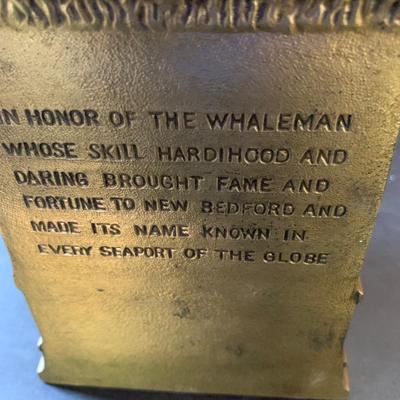 IN HONOR OF THE WHALEMAN
WHOSE SKILL HARDIHOOD AND
DARING BROUGHT FAME AND
FORTUNE TO NEW BEDFORD AND
MADE ITS NAME KNOWN IN
EVERY SEAPORT OF THE GLOBE